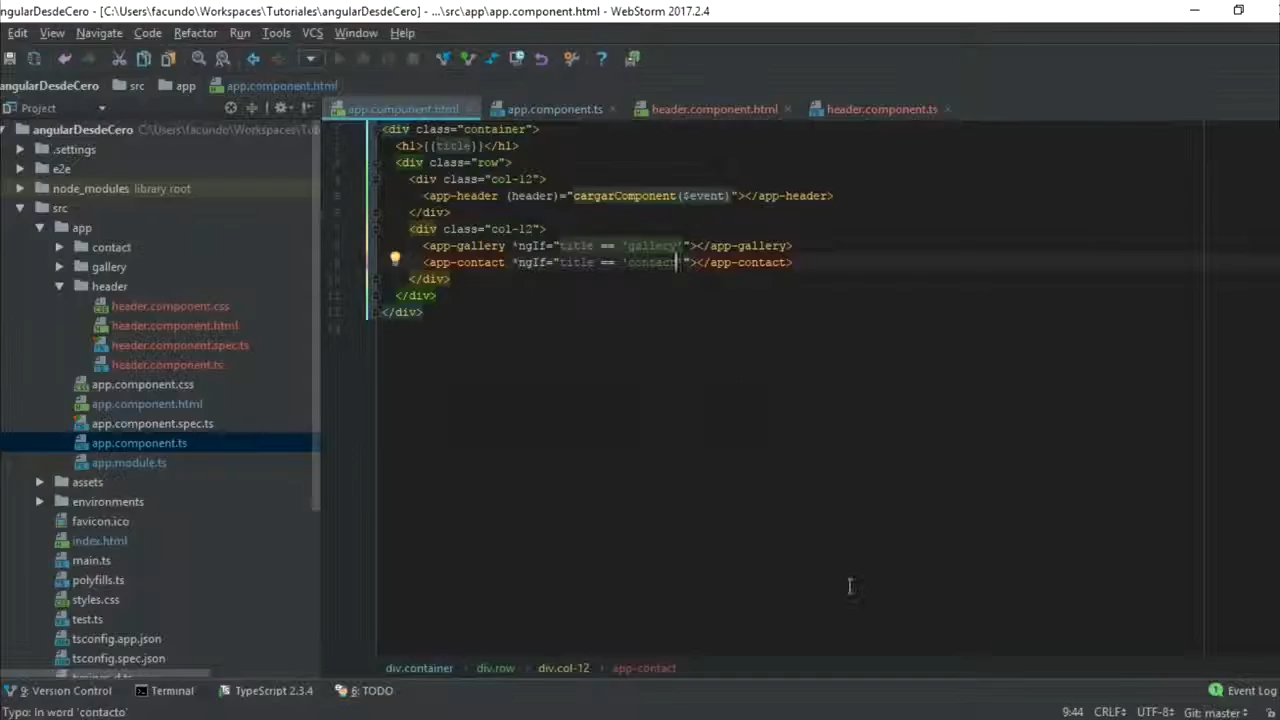 ngularDesdeCero - [C:\Users\facundo\Workspaces\Tutoriales\angularDesdeCero] - ...\src\app\app.component.html - WebStorm 2017.2.4
Edit View Navigate Code Refactor Run Tools VCS Window Help
angularDesdeCero src app app.component.html
Project
app.component.html app.component.ts header.component.html header.component.ts
angularDesdeCero C:\Users\facundo\Workspaces\Tuto
.settings
e2e
node_modules library root
src
app
contact
gallery
header
header.component.css
header.component.html
header.component.spec.ts
header.component.ts
app.component.css
app.component.html
app.component.spec.ts
app.component.ts
app.module.ts
assets
environments
favicon.ico
index.html
main.ts
polyfills.ts
styles.css
test.ts
tsconfig.app.json
tsconfig.spec.json
<div class="container">
<h1>{{title}}</h1>
<div class="row">
<div class="col-12">
<app-header (header)="cargarComponent($event)"></app-header>
</div>
<div class="col-12">
<app-gallery *ngIf="title == 'gallery'"></app-gallery>
<app-contact *ngIf="title == 'contact'"></app-contact>
</div>
</div>
</div>
div.container div.row div.col-12 app-contact
9: Version Control Terminal TypeScript 2.3.4 6: TODO Event Log
Typo: In word 'contacto' 9:44 CRLF UTF-8 Git: master